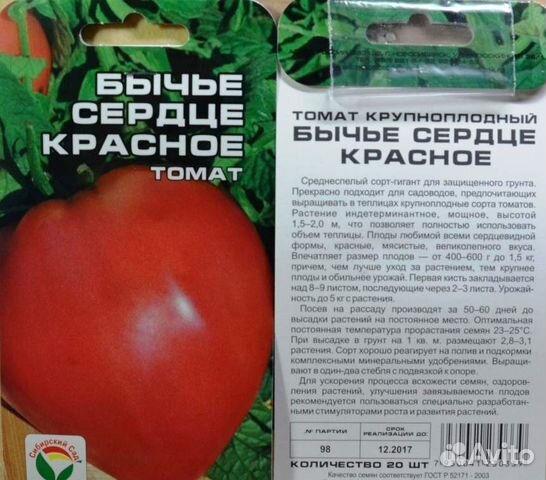 БЫЧЬЕ
СЕРДЦЕ
КРАСНОЕ
ТОМАТ
Сибирский Сад
ТОМАТ КРУПНОПЛОДНЫЙ
БЫЧЬЕ СЕРДЦЕ
КРАСНОЕ
Среднеспелый сорт-гигант для защищенного грунта.
Прекрасно подходит для садоводов, предпочитающих
выращивать в теплицах крупноплодные сорта томатов.
Растение индетерминантное, мощное, высотой
1,5–2,0 м, что позволяет полностью использовать
объем теплицы. Плоды любимой всеми сердцевидной
формы, красные, мясистые, великолепного вкуса.
Впечатляет размер плодов — от 400–600 г до 1,5 кг,
причем, чем лучше уход за растением, тем крупнее
плоды и обильнее урожай. Первая кисть закладывается
над 8–9 листом, последующие через 2–3 листа. Урожай-
ность до 5 кг с растения.
Посев на рассаду производят за 50–60 дней до
высадки растений на постоянное место. Оптимальная
постоянная температура прорастания семян 23–25°С.
При высадке в грунт на 1 кв. м. размещают 2,8–3,1
растения. Сорт хорошо реагирует на полив и подкормки
комплексными минеральными удобрениями. Выращи-
вают в один-два стебля с подвязкой к опоре.
Для ускорения процесса всхожести семян, оздоров-
ления растений, улучшения завязываемости плодов
рекомендуется пользоваться специально разработан-
ными стимуляторами роста и развития растений.
№ ПАРТИИ
СРОК
РЕАЛИЗАЦИИ ДО:
98
12.2017
КОЛИЧЕСТВО 20 ШТ
Качество семян соответствует ГОСТ Р 52171 - 2003
Avito